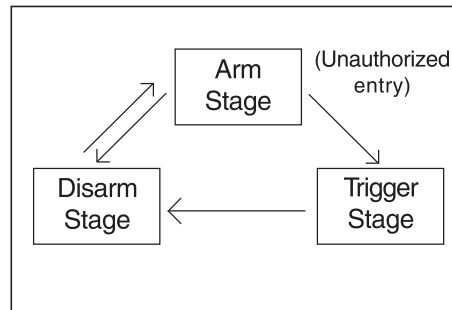 Arm
Stage
(Unauthorized
entry)
Disarm
Stage
Trigger
Stage